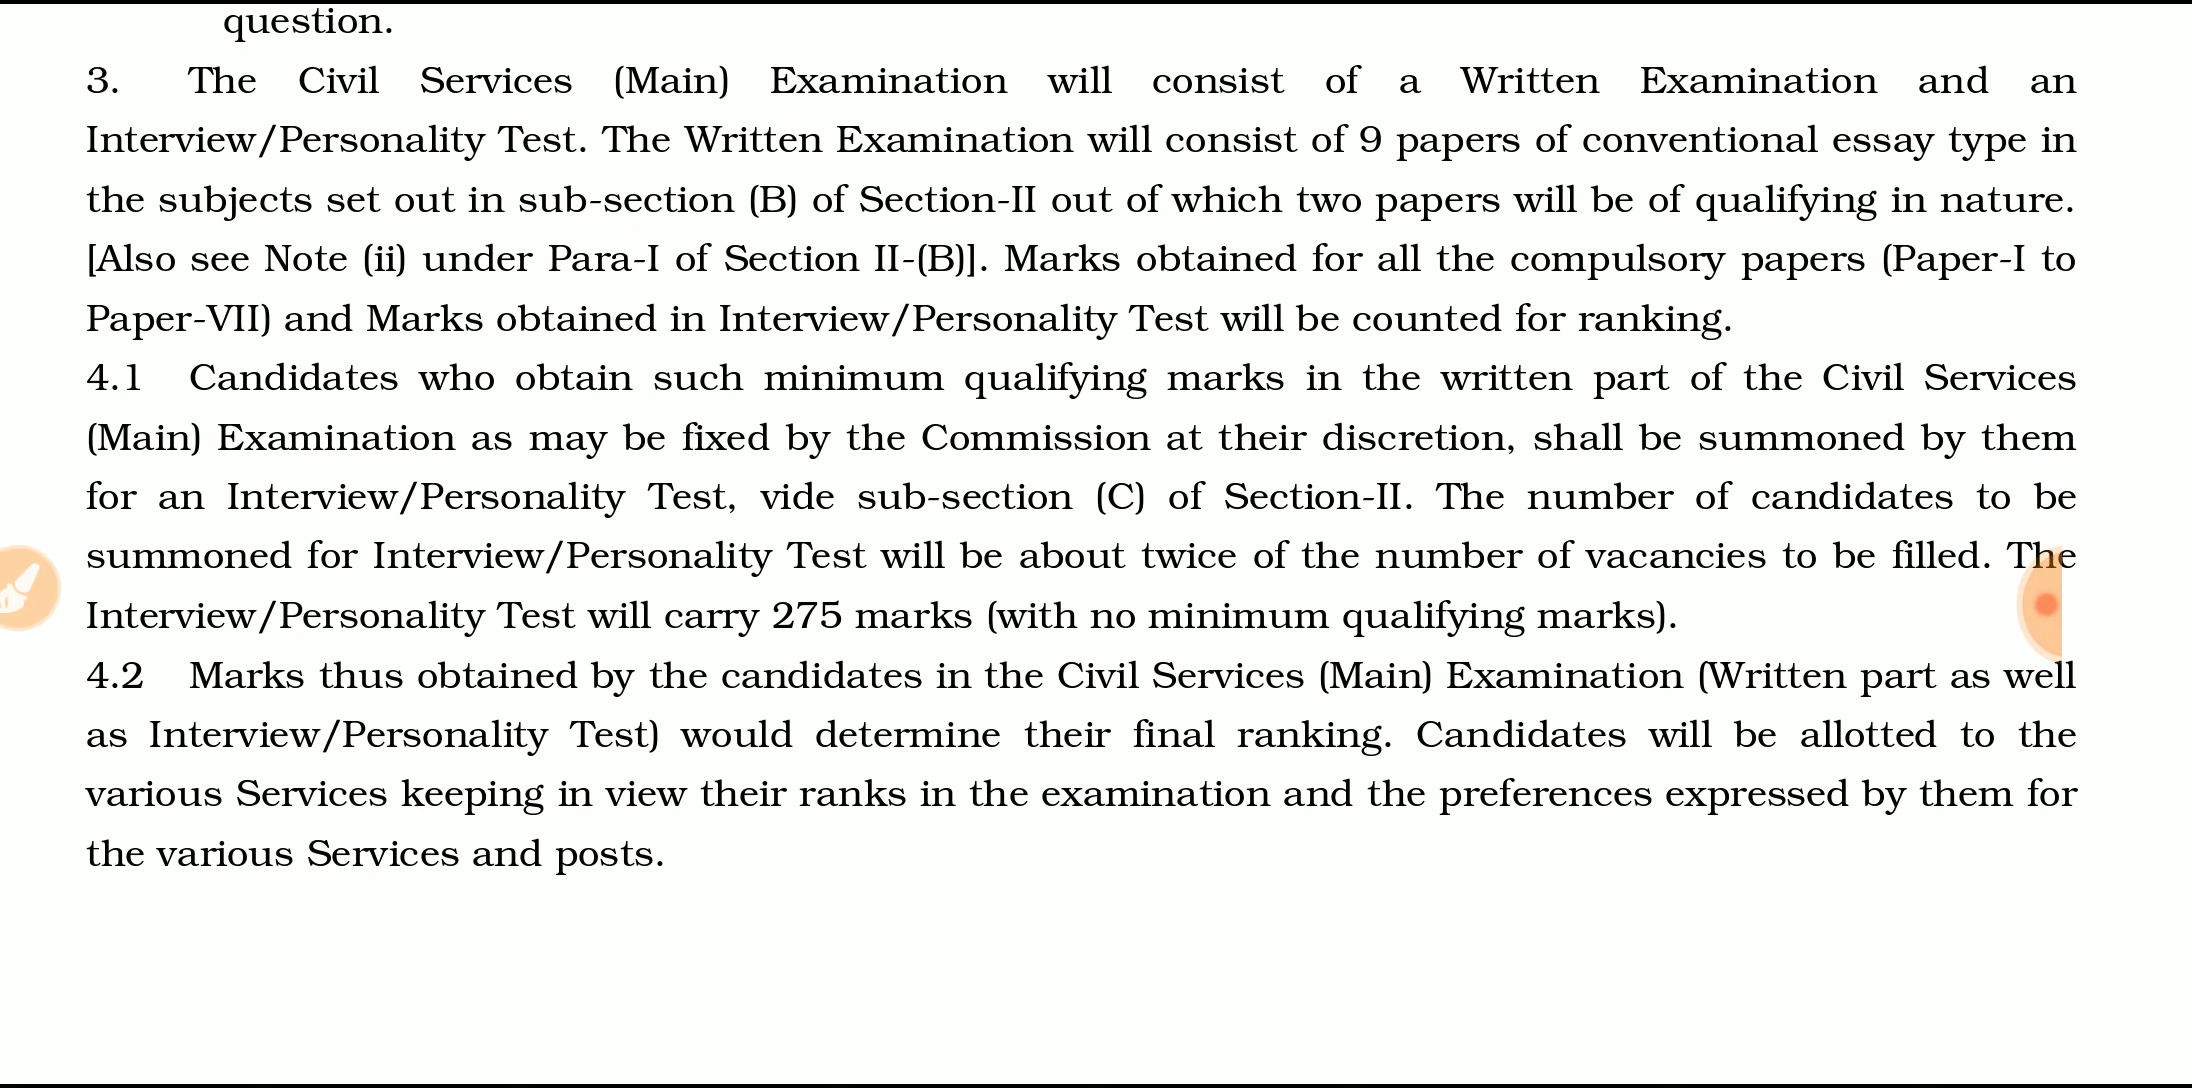 question.
3. The Civil Services (Main) Examination will consist of a Written Examination and an
Interview/Personality Test. The Written Examination will consist of 9 papers of conventional essay type in
the subjects set out in sub-section (B) of Section-II out of which two papers will be of qualifying in nature.
[Also see Note (ii) under Para-I of Section II-(B)]. Marks obtained for all the compulsory papers (Paper-I to
Paper-VII) and Marks obtained in Interview/Personality Test will be counted for ranking.
4.1 Candidates who obtain such minimum qualifying marks in the written part of the Civil Services
(Main) Examination as may be fixed by the Commission at their discretion, shall be summoned by them
for an Interview/Personality Test, vide sub-section (C) of Section-II. The number of candidates to be
summoned for Interview/Personality Test will be about twice of the number of vacancies to be filled. The
Interview/Personality Test will carry 275 marks (with no minimum qualifying marks).
4.2 Marks thus obtained by the candidates in the Civil Services (Main) Examination (Written part as well
as Interview/Personality Test) would determine their final ranking. Candidates will be allotted to the
various Services keeping in view their ranks in the examination and the preferences expressed by them for
the various Services and posts.